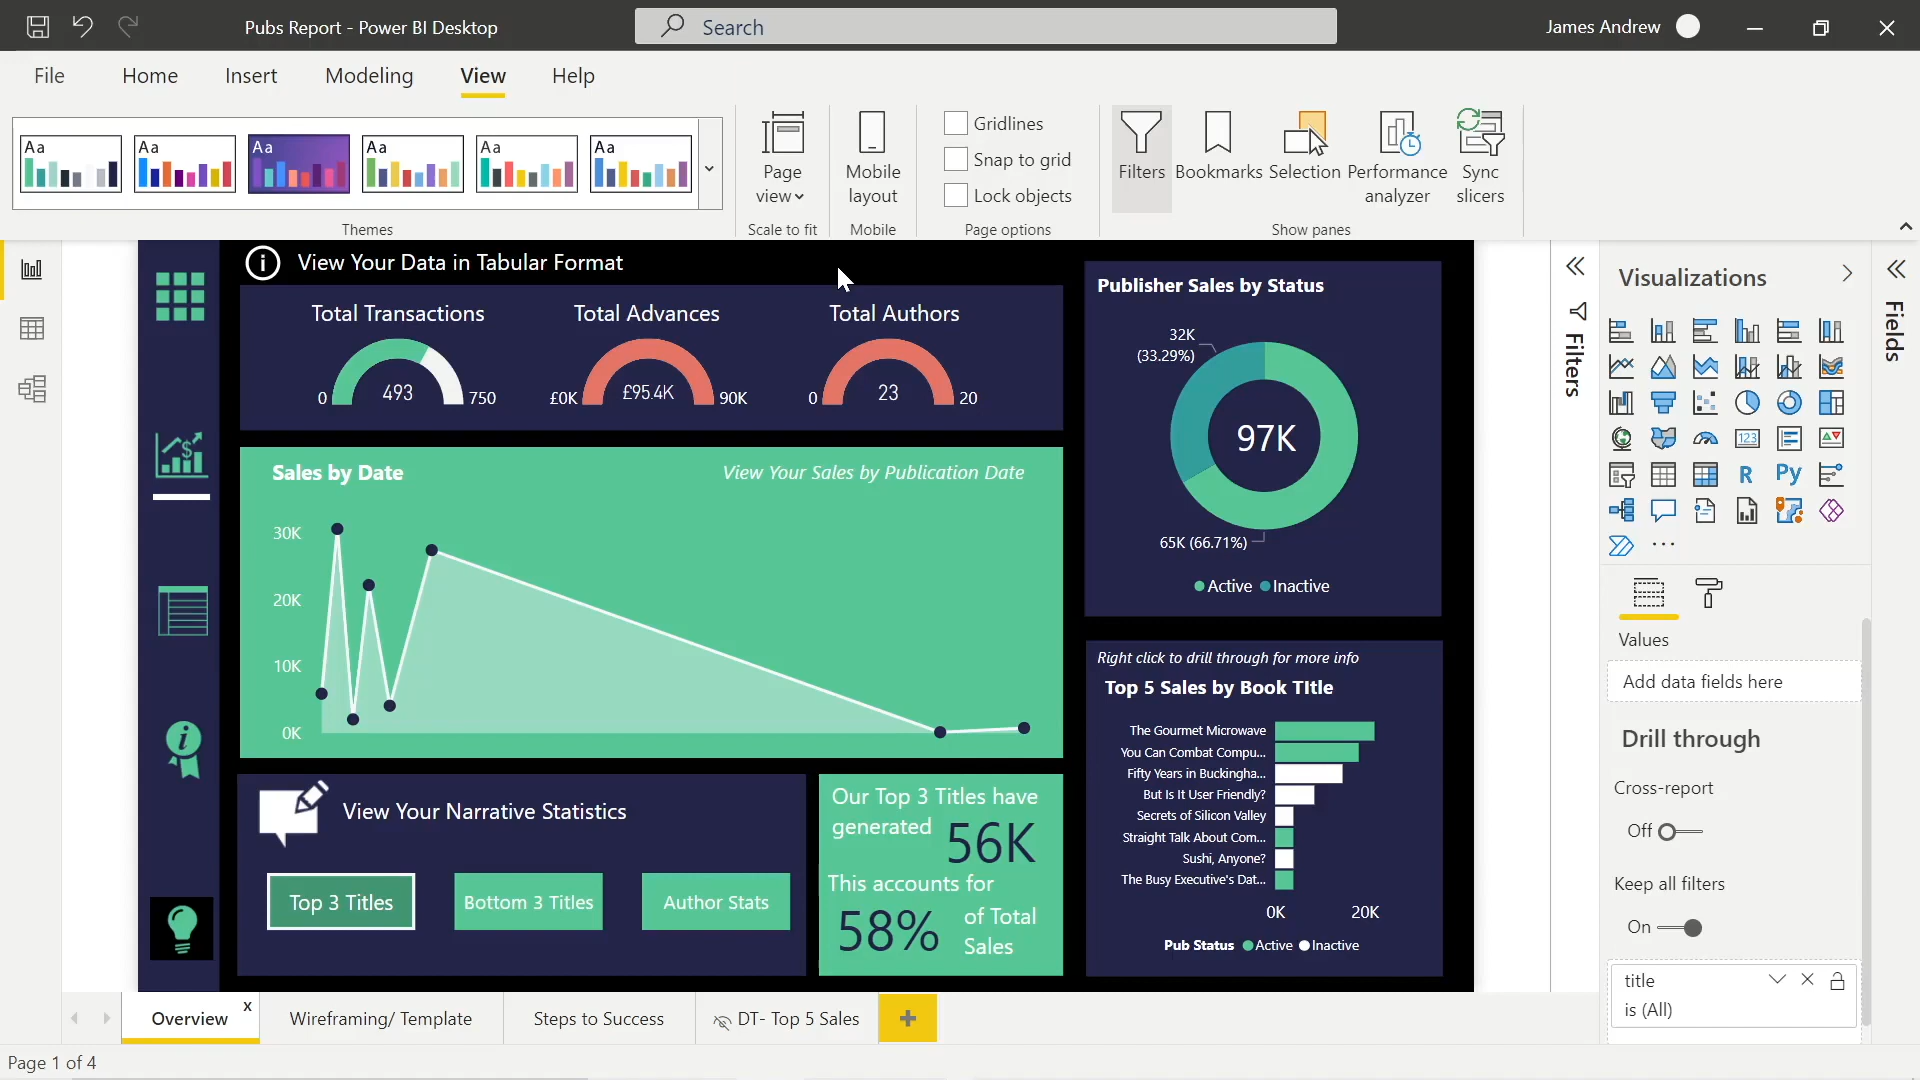 Pubs Report - Power BI Desktop
Search
James Andrew
File
Home
Insert
Modeling
View
Help
Aa
Aa
Aa
Aa
Aa
Aa
Themes
Page
view
Scale to fit
Mobile
layout
Mobile
Gridlines
Snap to grid
Lock objects
Page options
Filters
Bookmarks
Selection
Performance
analyzer
Sync
slicers
Show panes
View Your Data in Tabular Format
Total Transactions
0
493
750
Total Advances
£0K
£95.4K
90K
Total Authors
0
23
20
Sales by Date
View Your Sales by Publication Date
30K
20K
10K
0K
View Your Narrative Statistics
Top 3 Titles
Bottom 3 Titles
Author Stats
Our Top 3 Titles have
generated 56K
This accounts for
58% of Total
Sales
Publisher Sales by Status
32K
(33.29%)
97K
65K (66.71%)
Active
Inactive
Right click to drill through for more info
Top 5 Sales by Book TItle
The Gourmet Microwave
You Can Combat Compu...
Fifty Years in Buckingha...
But Is It User Friendly?
Secrets of Silicon Valley
Straight Talk About Com...
Sushi, Anyone?
The Busy Executive's Dat...
0K
20K
Pub Status Active Inactive
Filters
Visualizations
123
R
Py
Values
Add data fields here
Drill through
Cross-report
Off
Keep all filters
On
title
is (All)
Fields
Overview
x
Wireframing/ Template
Steps to Success
DT- Top 5 Sales
Page 1 of 4